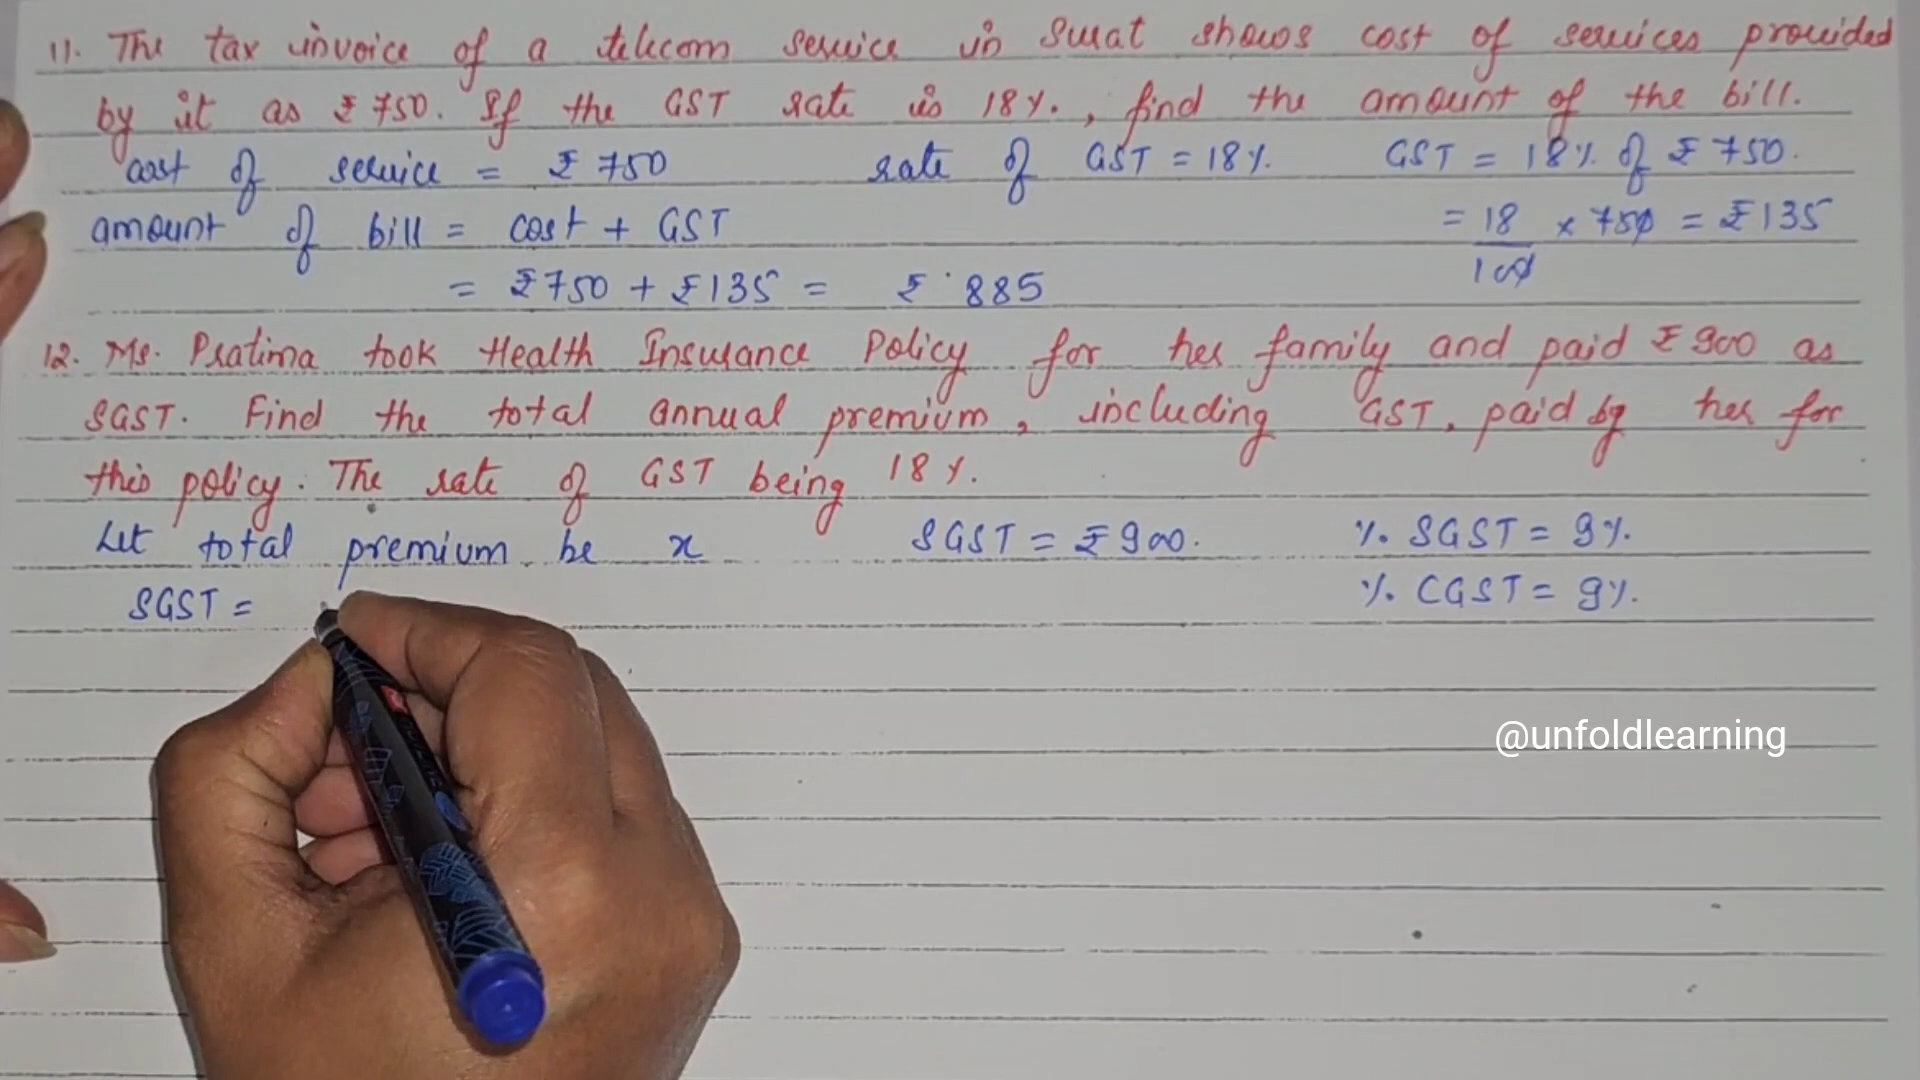 11. The tax invoice of a telecom service in Surat shows cost of services provided
by it as ₹ 750. If the GST rate is 18%., find the amount of the bill.
cost of service = ₹ 750 rate of GST = 18%. GST = 18% of ₹ 750.
amount of bill = cost + GST = 18/100 × 750 = ₹ 135
= ₹750 + ₹135 = ₹ 885
12. Ms. Pratima took Health Insurance Policy for her family and paid ₹ 900 as
SGST. Find the total annual premium, including GST, paid by her for
this policy. The rate of GST being 18%.
Let total premium be x SGST = ₹900. % SGST = 9%.
SGST = % CGST = 9%.
@unfoldlearning